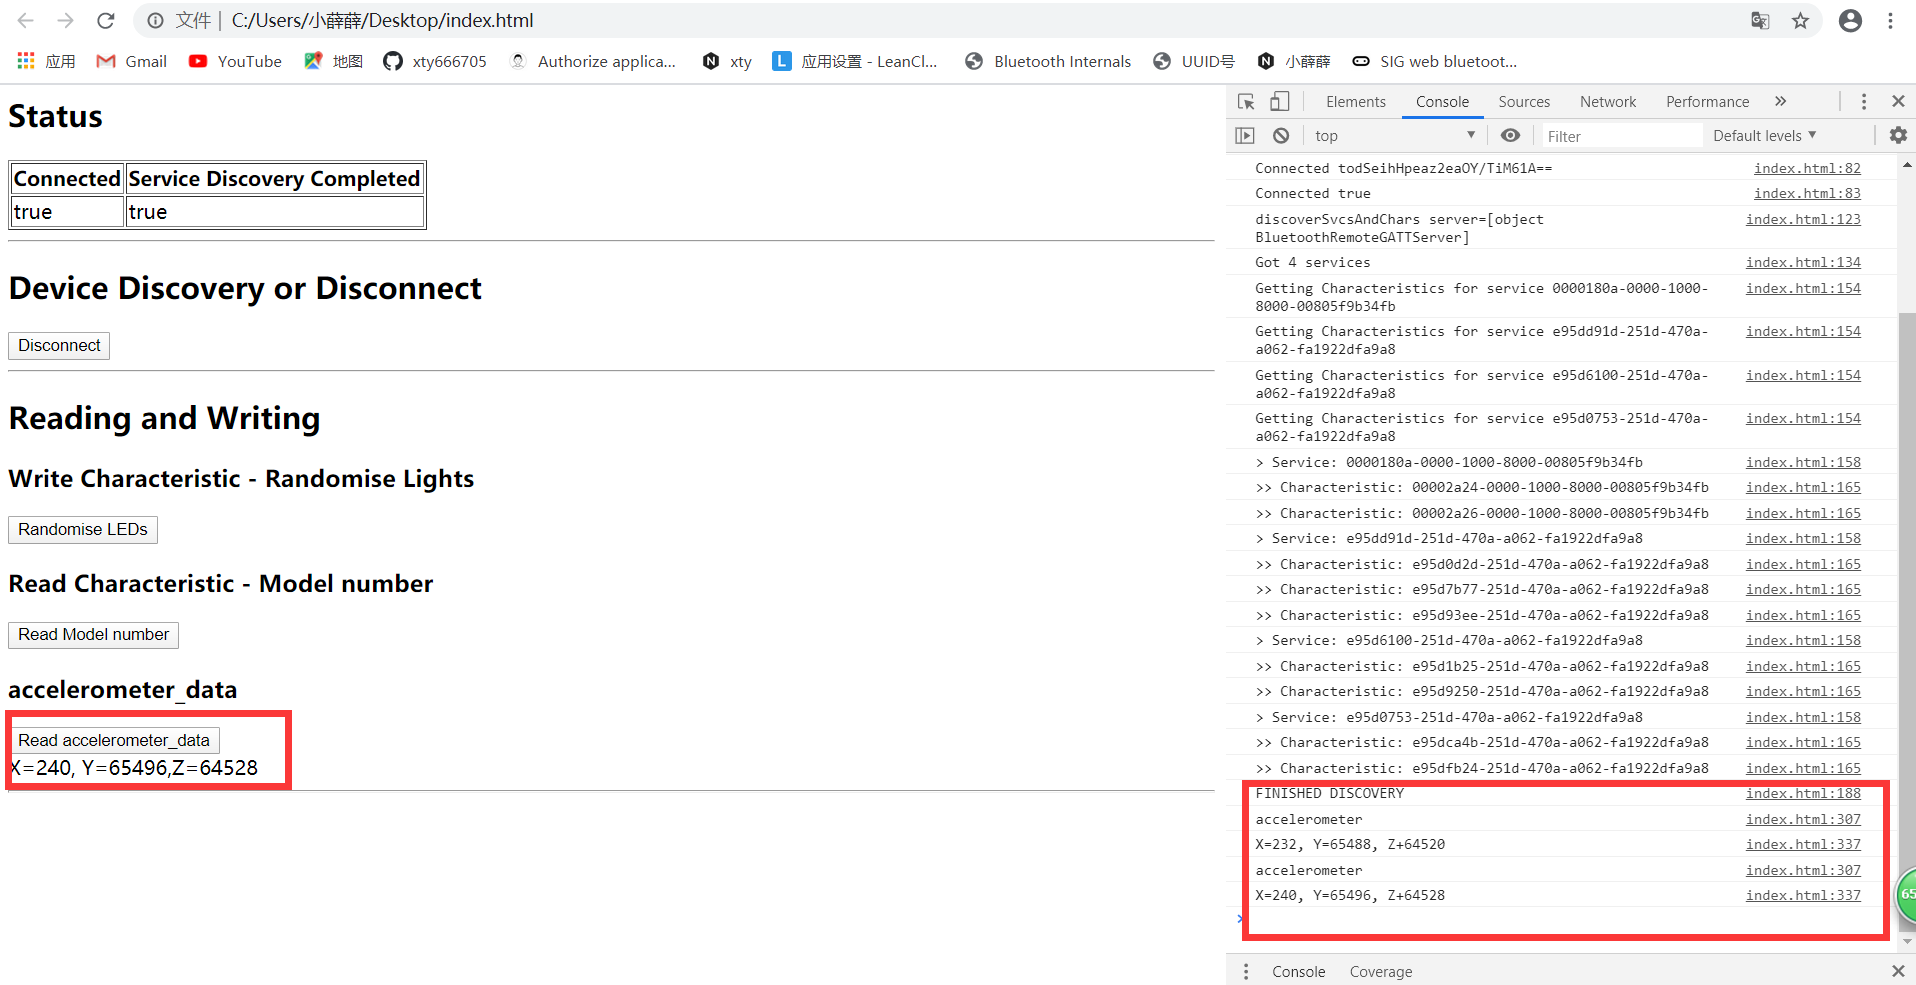 文件 | C:/Users/小薛薛/Desktop/index.html
应用 Gmail YouTube 地图 xty666705 Authorize applica... xty L 应用设置 - LeanCl... Bluetooth Internals UUID号 小薛薛 SIG web bluetoot...
Status
Connected Service Discovery Completed
true true
Device Discovery or Disconnect
Disconnect
Reading and Writing
Write Characteristic - Randomise Lights
Randomise LEDs
Read Characteristic - Model number
Read Model number
accelerometer_data
Read accelerometer_data
X=240, Y=65496,Z=64528
Elements Console Sources Network Performance »
top Filter Default levels
Connected todSeihHpeaz2eaOY/TiM61A== index.html:82
Connected true index.html:83
discoverSvcsAndChars server=[object index.html:123
BluetoothRemoteGATTServer]
Got 4 services index.html:134
Getting Characteristics for service 0000180a-0000-1000- index.html:154
8000-00805f9b34fb
Getting Characteristics for service e95dd91d-251d-470a- index.html:154
a062-fa1922dfa9a8
Getting Characteristics for service e95d6100-251d-470a- index.html:154
a062-fa1922dfa9a8
Getting Characteristics for service e95d0753-251d-470a- index.html:154
a062-fa1922dfa9a8
> Service: 0000180a-0000-1000-8000-00805f9b34fb index.html:158
>> Characteristic: 00002a24-0000-1000-8000-00805f9b34fb index.html:165
>> Characteristic: 00002a26-0000-1000-8000-00805f9b34fb index.html:165
> Service: e95dd91d-251d-470a-a062-fa1922dfa9a8 index.html:158
>> Characteristic: e95d0d2d-251d-470a-a062-fa1922dfa9a8 index.html:165
>> Characteristic: e95d7b77-251d-470a-a062-fa1922dfa9a8 index.html:165
>> Characteristic: e95d93ee-251d-470a-a062-fa1922dfa9a8 index.html:165
> Service: e95d6100-251d-470a-a062-fa1922dfa9a8 index.html:158
>> Characteristic: e95d1b25-251d-470a-a062-fa1922dfa9a8 index.html:165
>> Characteristic: e95d9250-251d-470a-a062-fa1922dfa9a8 index.html:165
> Service: e95d0753-251d-470a-a062-fa1922dfa9a8 index.html:158
>> Characteristic: e95dca4b-251d-470a-a062-fa1922dfa9a8 index.html:165
>> Characteristic: e95dfb24-251d-470a-a062-fa1922dfa9a8 index.html:165
FINISHED DISCOVERY index.html:188
accelerometer index.html:307
X=232, Y=65488, Z+64520 index.html:337
accelerometer index.html:307
X=240, Y=65496, Z+64528 index.html:337
65
>
Console Coverage